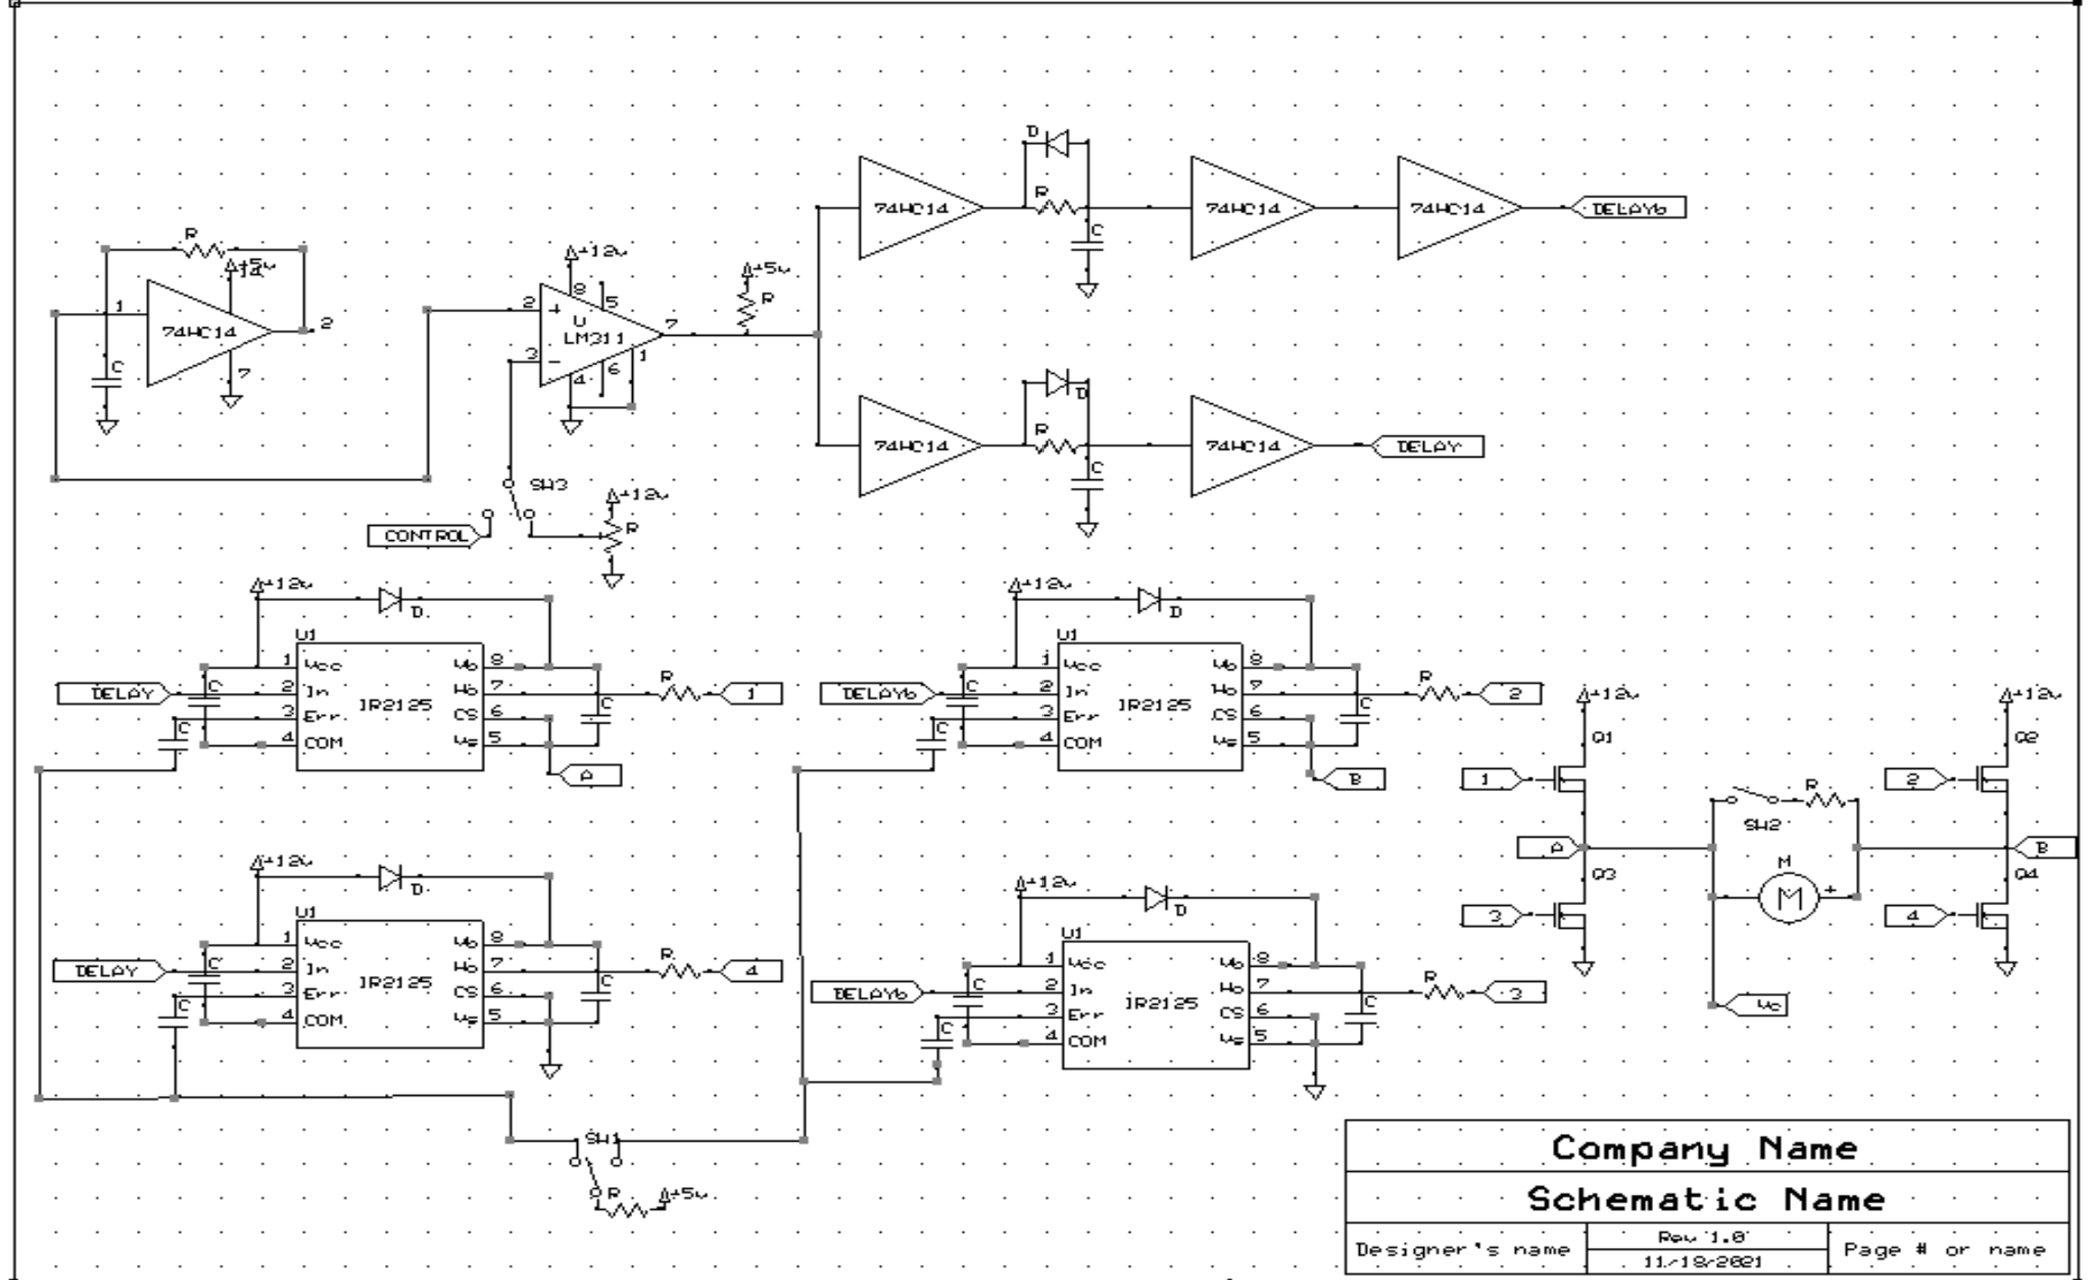 D
R
74HC14
74HC14
74HC14
DELAYb
C
R
+5v
14
1
74HC14
2
C
7
+12v
8
5
2
+
U
LM311
7
3
-
4
6
1
+5v
R
D
R
74HC14
74HC14
DELAY
C
SW3
+12v
CONTROL
R
+12v
D
U1
DELAY
C
1 Vcc Vb 8
2 In Ho 7
3 Err CS 6
4 COM Vs 5
IR2125
C
C
R
1
A
+12v
D
U1
DELAYb
C
1 Vcc Vb 8
2 In Ho 7
3 Err CS 6
4 COM Vs 5
IR2125
C
C
R
2
B
+12v
Q1
1
A
Q3
3
R
SW2
M
M
+
Vc
+12v
Q2
2
B
Q4
4
+12v
D
U1
DELAY
C
1 Vcc Vb 8
2 In Ho 7
3 Err CS 6
4 COM Vs 5
IR2125
C
C
R
4
+12v
D
U1
DELAYb
C
1 Vcc Vb 8
2 In Ho 7
3 Err CS 6
4 COM Vs 5
IR2125
C
C
R
3
SW1
R
+5v
Company Name
Schematic Name
Designer's name
Rev 1.0
11/18/2021
Page # or name